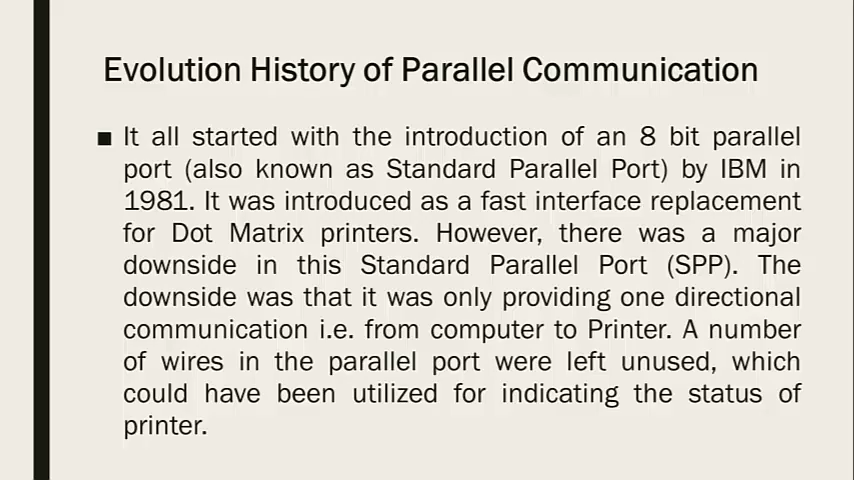 Evolution History of Parallel Communication
■ It all started with the introduction of an 8 bit parallel
port (also known as Standard Parallel Port) by IBM in
1981. It was introduced as a fast interface replacement
for Dot Matrix printers. However, there was a major
downside in this Standard Parallel Port (SPP). The
downside was that it was only providing one directional
communication i.e. from computer to Printer. A number
of wires in the parallel port were left unused, which
could have been utilized for indicating the status of
printer.